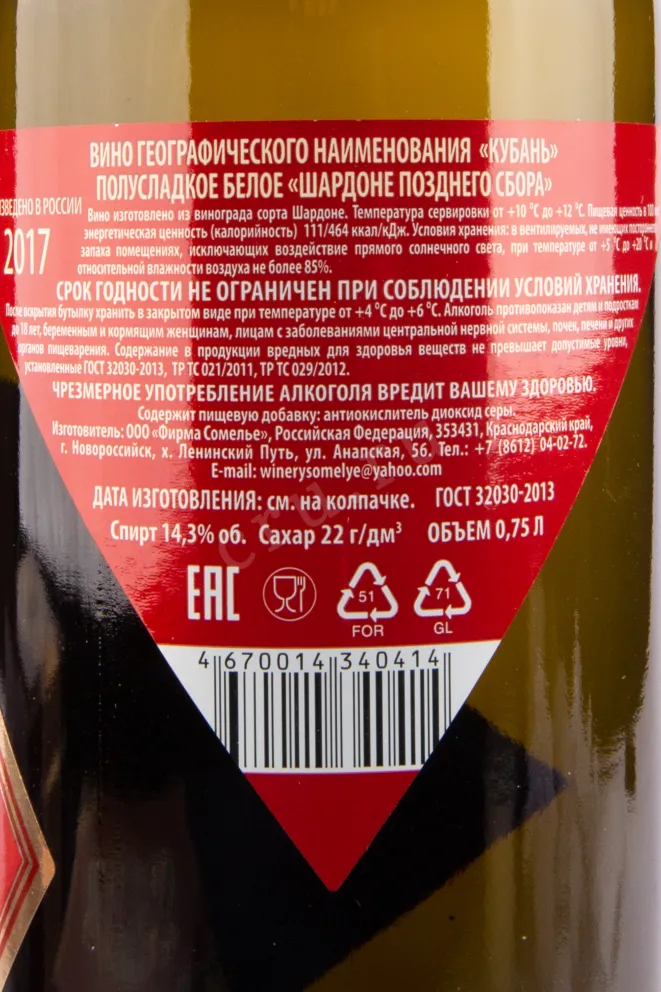 ВИНО ГЕОГРАФИЧЕСКОГО НАИМЕНОВАНИЯ «КУБАНЬ»
ПОЛУСЛАДКОЕ БЕЛОЕ «ШАРДОНЕ ПОЗДНЕГО СБОРА»
ЗВЕДЕНО В РОССИИ
2017
Вино изготовлено из винограда сорта Шардоне. Температура сервировки от +10 °С до +12 °С. Пищевая ценность в 100
энергетическая ценность (калорийность) 111/464 ккал/кДж. Условия хранения: в вентилируемых, не имеющих постороннего
запаха помещениях, исключающих воздействие прямого солнечного света, при температуре от +5 °С до +20 °С и
относительной влажности воздуха не более 85%.
СРОК ГОДНОСТИ НЕ ОГРАНИЧЕН ПРИ СОБЛЮДЕНИИ УСЛОВИЙ ХРАНЕНИЯ.
После вскрытия бутылку хранить в закрытом виде при температуре от +4 °С до +6 °С. Алкоголь противопоказан детям и подросткам
до 18 лет, беременным и кормящим женщинам, лицам с заболеваниями центральной нервной системы, почек, печени и других
органов пищеварения. Содержание в продукции вредных для здоровья веществ не превышает допустимые уровни,
установленные ГОСТ 32030-2013, ТР ТС 021/2011, ТР ТС 029/2012.
ЧРЕЗМЕРНОЕ УПОТРЕБЛЕНИЕ АЛКОГОЛЯ ВРЕДИТ ВАШЕМУ ЗДОРОВЬЮ.
Содержит пищевую добавку: антиокислитель диоксид серы.
Изготовитель: ООО «Фирма Сомелье», Российская Федерация, 353431, Краснодарский край,
г. Новороссийск, х. Ленинский Путь, ул. Анапская, 56. Тел.: +7 (8612) 04-02-72.
E-mail: winerysomelye@yahoo.com
ДАТА ИЗГОТОВЛЕНИЯ: см. на колпачке. ГОСТ 32030-2013
Спирт 14,3% об. Сахар 22 г/дм³ ОБЪЕМ 0,75 Л
EAC
51 71
FOR GL
4 670014 340414
cru.ru